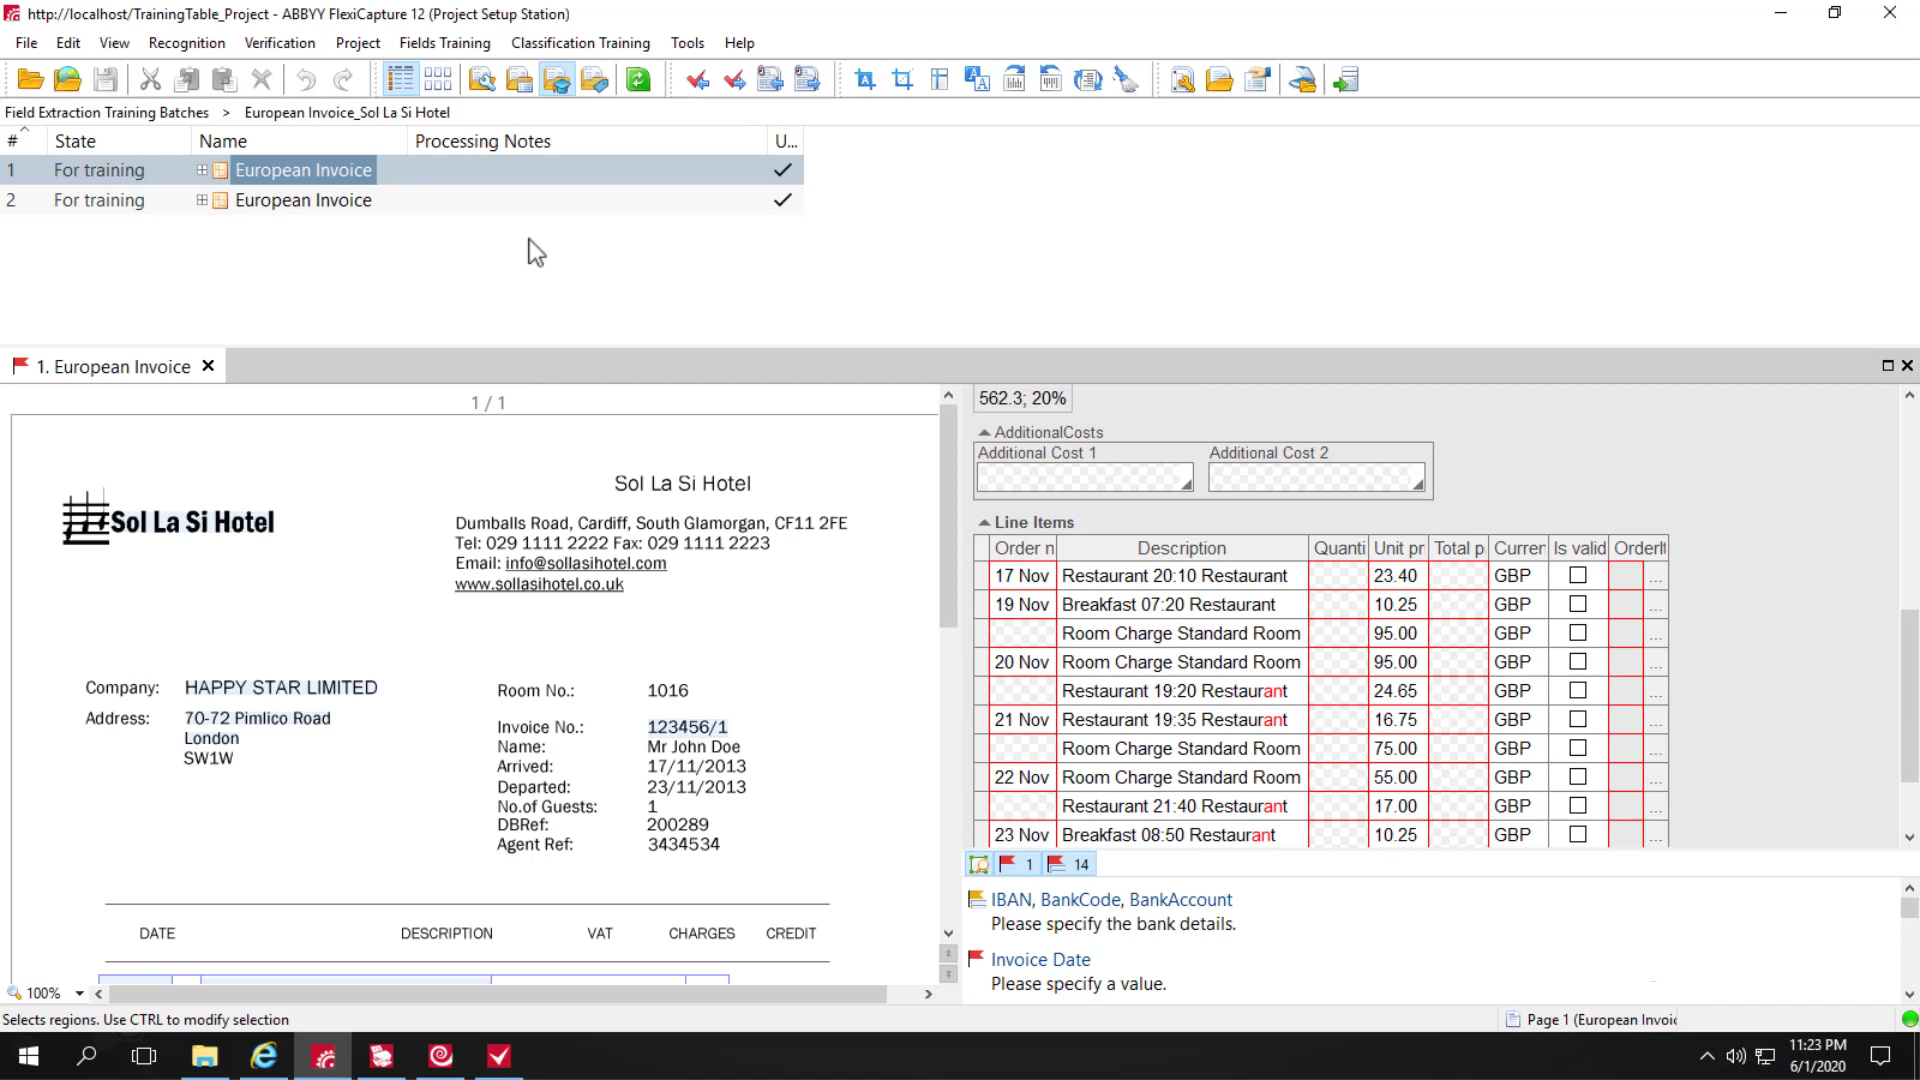 http://localhost/TrainingTable_Project - ABBYY FlexiCapture 12 (Project Setup Station)
File Edit View Recognition Verification Project Fields Training Classification Training Tools Help
Field Extraction Training Batches > European Invoice_Sol La Si Hotel
# State Name Processing Notes U...
1 For training European Invoice
2 For training European Invoice
1. European Invoice
1 / 1
Sol La Si Hotel
Sol La Si Hotel
Dumballs Road, Cardiff, South Glamorgan, CF11 2FE
Tel: 029 1111 2222 Fax: 029 1111 2223
Email: info@sollasihotel.com
www.sollasihotel.co.uk
Company: HAPPY STAR LIMITED
Address: 70-72 Pimlico Road
London
SW1W
Room No.: 1016
Invoice No.: 123456/1
Name: Mr John Doe
Arrived: 17/11/2013
Departed: 23/11/2013
No.of Guests: 1
DBRef: 200289
Agent Ref: 3434534
DATE DESCRIPTION VAT CHARGES CREDIT
100%
562.3; 20%
AdditionalCosts
Additional Cost 1 Additional Cost 2
Line Items
Order n Description Quanti Unit pr Total p Curren Is valid OrderIt
17 Nov Restaurant 20:10 Restaurant 23.40 GBP ...
19 Nov Breakfast 07:20 Restaurant 10.25 GBP ...
Room Charge Standard Room 95.00 GBP ...
20 Nov Room Charge Standard Room 95.00 GBP ...
Restaurant 19:20 Restaurant 24.65 GBP ...
21 Nov Restaurant 19:35 Restaurant 16.75 GBP ...
Room Charge Standard Room 75.00 GBP ...
22 Nov Room Charge Standard Room 55.00 GBP ...
Restaurant 21:40 Restaurant 17.00 GBP ...
23 Nov Breakfast 08:50 Restaurant 10.25 GBP ...
1 14
IBAN, BankCode, BankAccount
Please specify the bank details.
Invoice Date
Please specify a value.
Selects regions. Use CTRL to modify selection
Page 1 (European Invoic
11:23 PM
6/1/2020